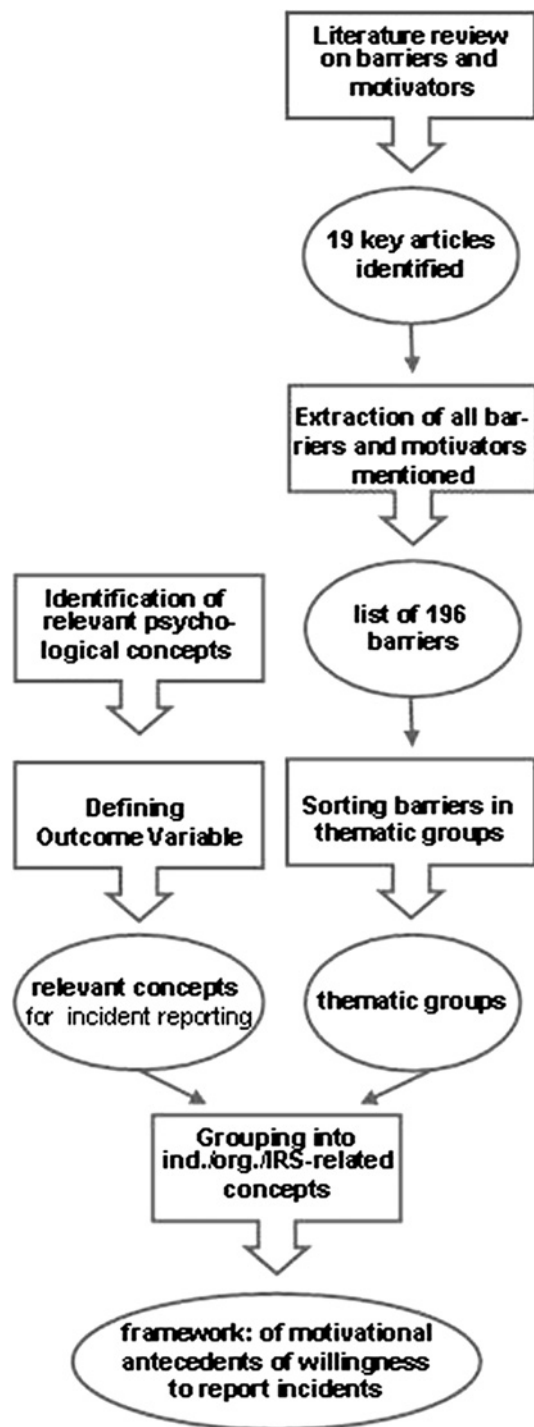 Literature review
on barriers and
motivators
19 key articles
identified
Extraction of all bar-
riers and motivators
mentioned
list of 196
barriers
Identification of
relevant psycho-
logical concepts
Defining
Outcome Variable
Sorting barriers in
thematic groups
relevant concepts
for incident reporting
thematic groups
Grouping into
ind./org./IRS-related
concepts
framework: of motivational
antecedents of willingness
to report incidents